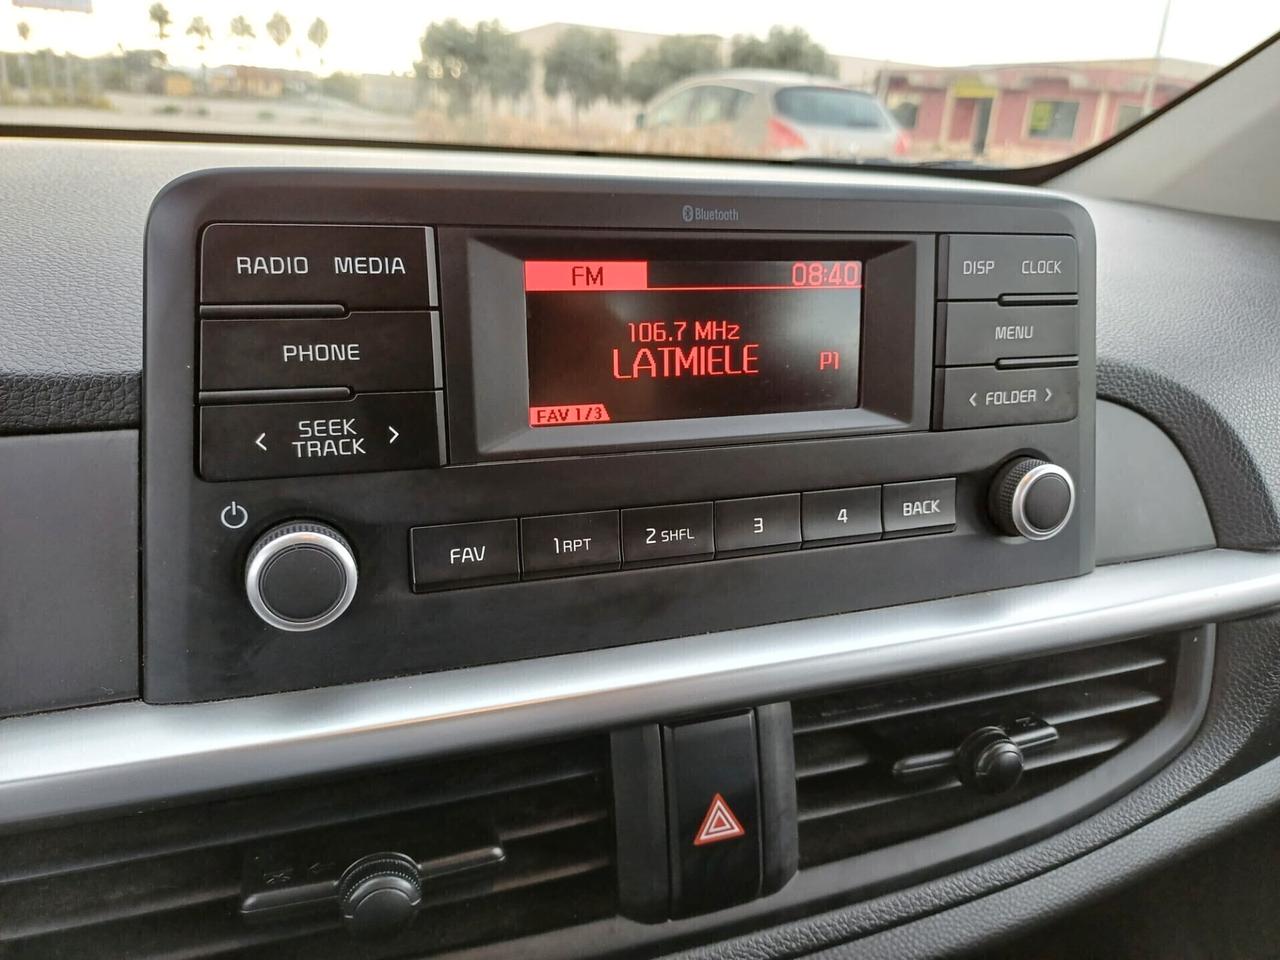 Bluetooth
RADIO MEDIA
PHONE
< SEEK TRACK >
FM 08:40
106.7 MHz
LATMIELE P1
FAV 1/3
DISP CLOCK
MENU
< FOLDER >
FAV 1 RPT 2 SHFL 3 4 BACK